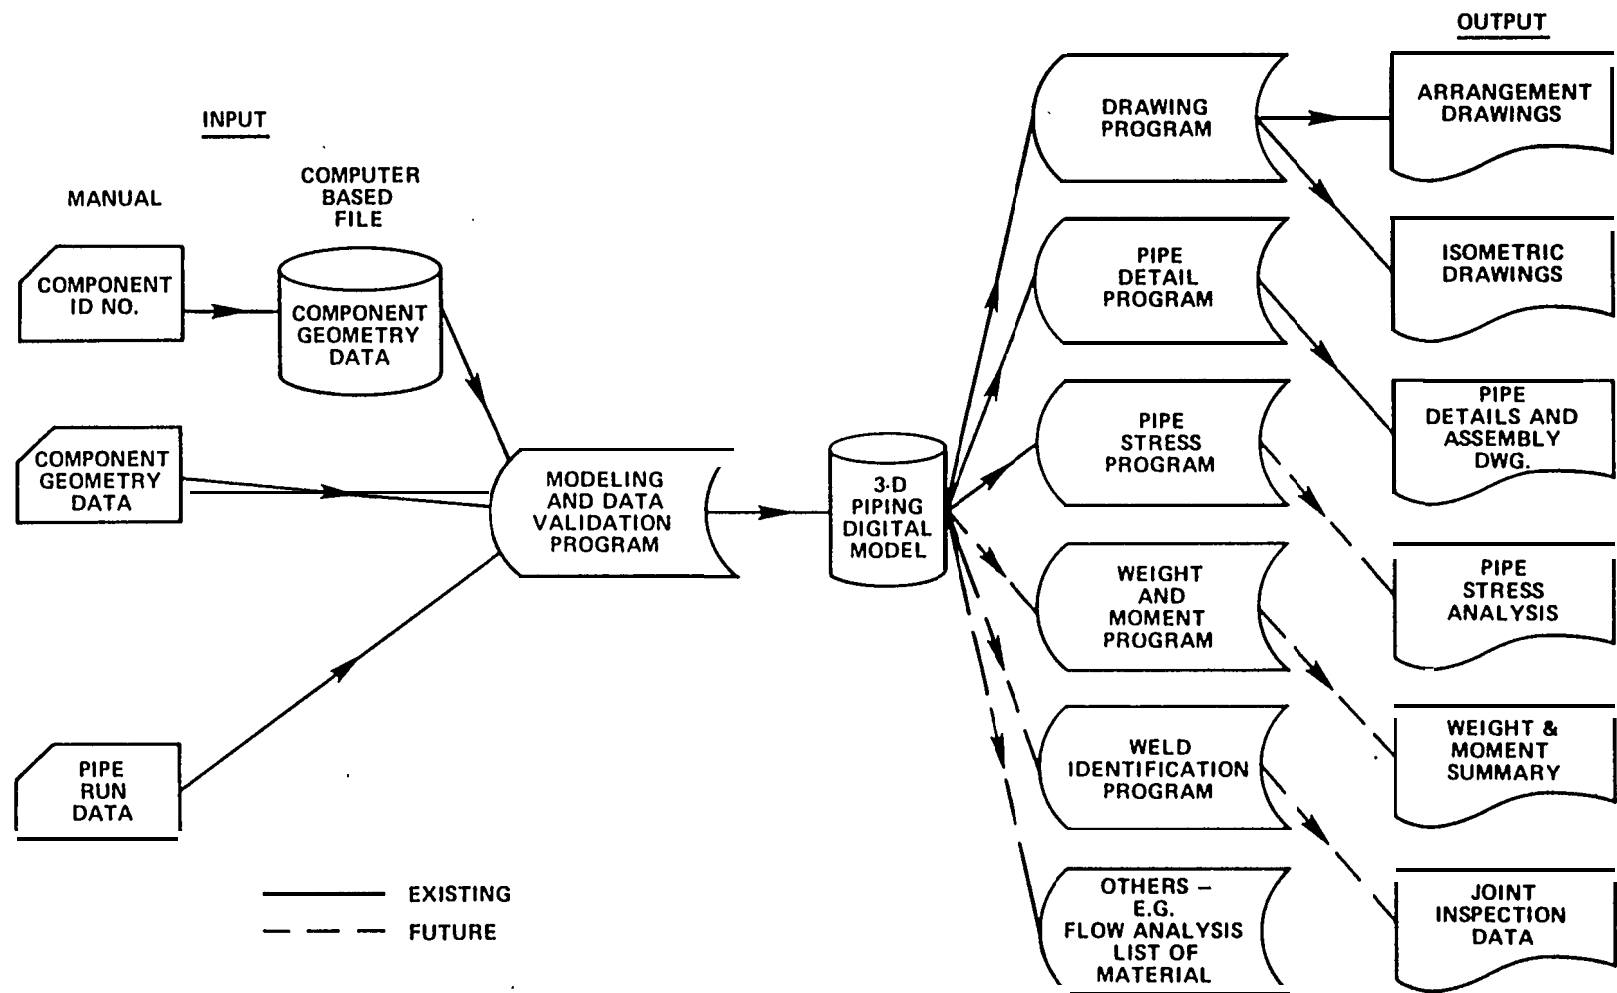 INPUT
MANUAL
COMPUTER
BASED
FILE
COMPONENT
ID NO.
COMPONENT
GEOMETRY
DATA
COMPONENT
GEOMETRY
DATA
PIPE
RUN
DATA
MODELING
AND DATA
VALIDATION
PROGRAM
3-D
PIPING
DIGITAL
MODEL
DRAWING
PROGRAM
PIPE
DETAIL
PROGRAM
PIPE
STRESS
PROGRAM
WEIGHT
AND
MOMENT
PROGRAM
WELD
IDENTIFICATION
PROGRAM
OTHERS –
E.G.
FLOW ANALYSIS
LIST OF
MATERIAL
OUTPUT
ARRANGEMENT
DRAWINGS
ISOMETRIC
DRAWINGS
PIPE
DETAILS AND
ASSEMBLY
DWG.
PIPE
STRESS
ANALYSIS
WEIGHT &
MOMENT
SUMMARY
JOINT
INSPECTION
DATA
EXISTING
FUTURE